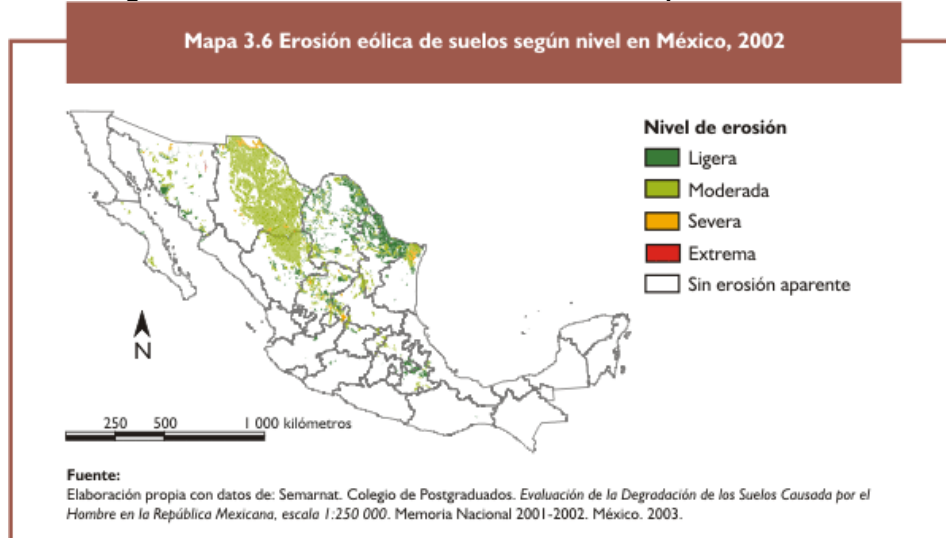 Mapa 3.6 Erosión eólica de suelos según nivel en México, 2002
Nivel de erosión
Ligera
Moderada
Severa
Extrema
Sin erosión aparente
N
250 500 1 000 kilómetros
Fuente:
Elaboración propia con datos de: Semarnat. Colegio de Postgraduados. Evaluación de la Degradación de los Suelos Causada por el
Hombre en la República Mexicana, escala 1:250 000. Memoria Nacional 2001-2002. México. 2003.